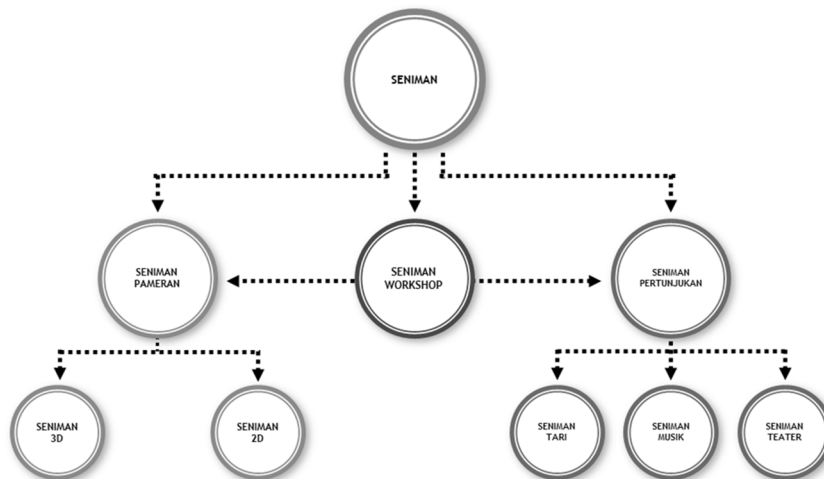 SENIMAN
SENIMAN
PAMERAN
SENIMAN
WORKSHOP
SENIMAN
PERTUNJUKAN
SENIMAN
3D
SENIMAN
2D
SENIMAN
TARI
SENIMAN
MUSIK
SENIMAN
TEATER